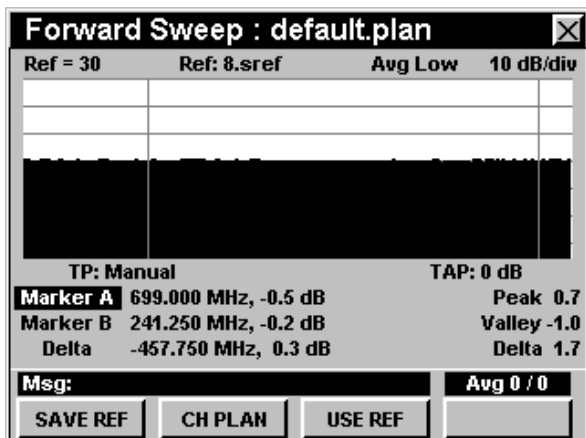 Forward Sweep : default.plan
Ref = 30 Ref: 8.sref Avg Low 10 dB/div
TP: Manual TAP: 0 dB
Marker A 699.000 MHz, -0.5 dB Peak 0.7
Marker B 241.250 MHz, -0.2 dB Valley -1.0
Delta -457.750 MHz, 0.3 dB Delta 1.7
Msg: Avg 0 / 0
SAVE REF CH PLAN USE REF